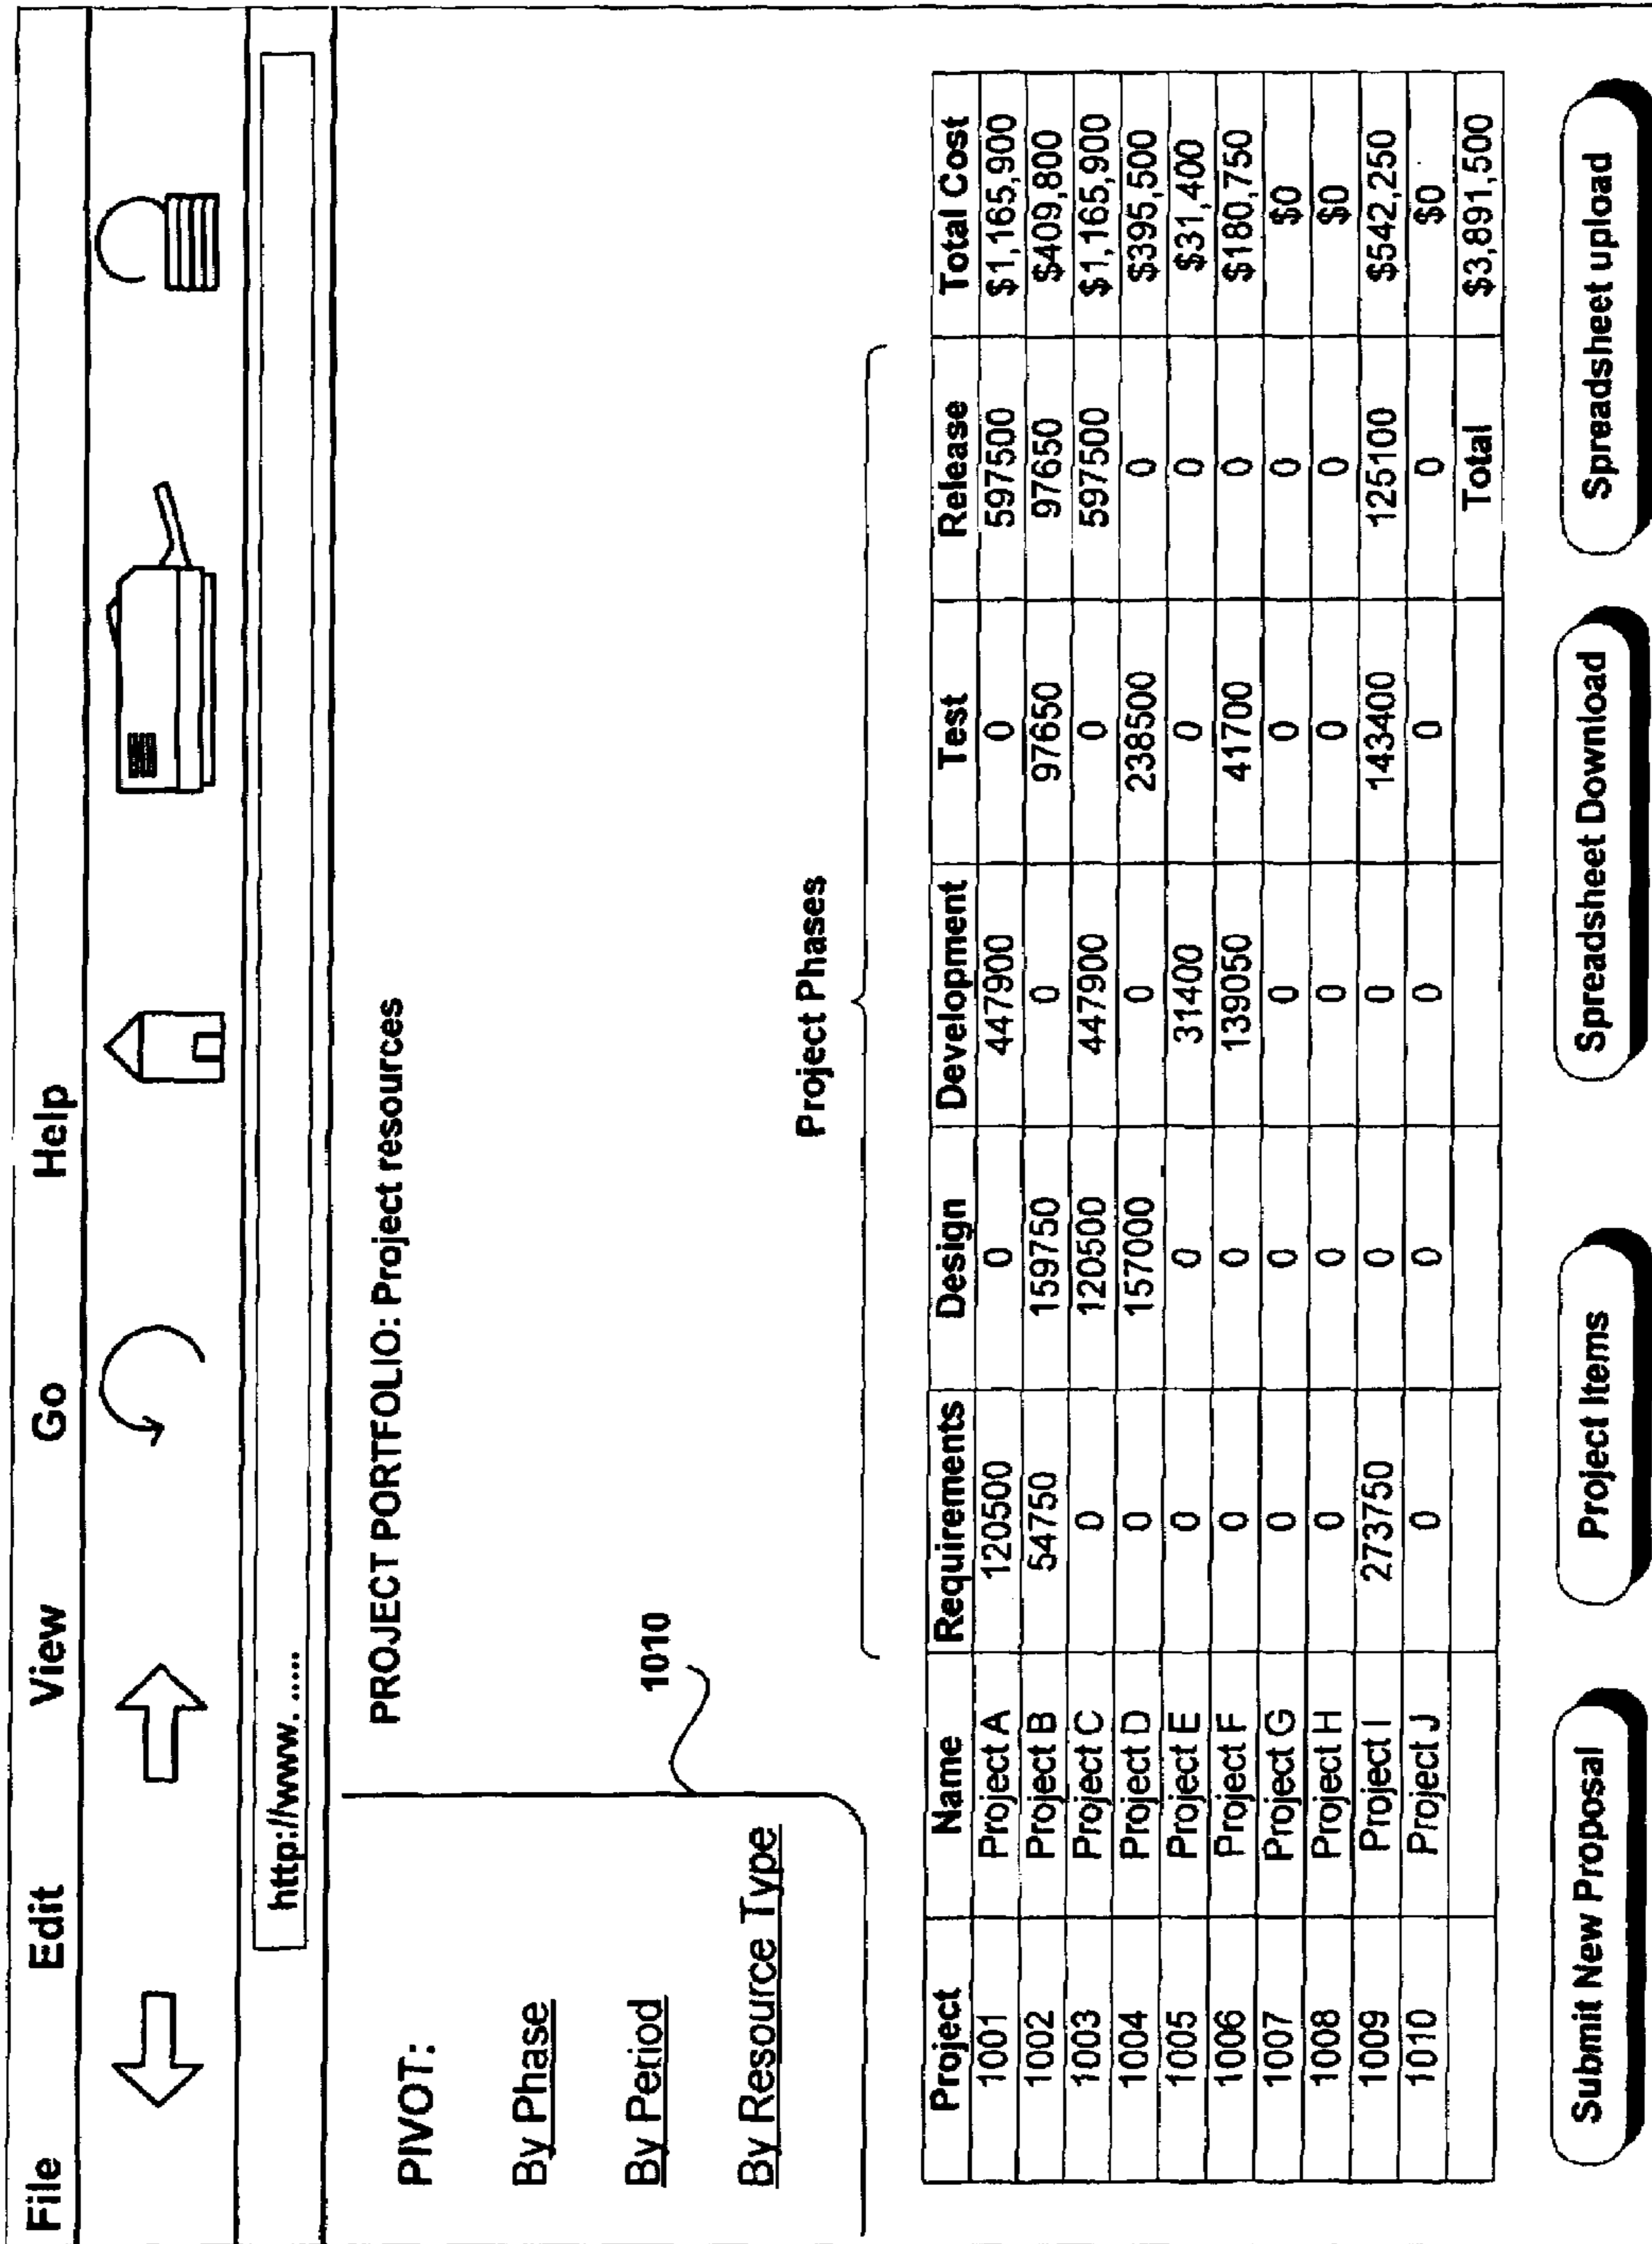 File Edit View Go Help
http://www. .....
PROJECT PORTFOLIO: Project resources
PIVOT:
By Phase
By Period
By Resource Type
1010
Project Phases
Project Name Requirements Design Development Test Release Total Cost
1001 Project A 120500 0 447900 0 597500 $1,165,900
1002 Project B 54750 159750 0 97650 97650 $409,800
1003 Project C 0 120500 447900 0 597500 $1,165,900
1004 Project D 0 157000 0 238500 0 $395,500
1005 Project E 0 0 31400 0 0 $31,400
1006 Project F 0 0 139050 41700 0 $180,750
1007 Project G 0 0 0 0 0 $0
1008 Project H 0 0 0 0 0 $0
1009 Project I 273750 0 0 143400 125100 $542,250
1010 Project J 0 0 0 0 0 $0
Total $3,891,500
Submit New Proposal Project Items Spreadsheet Download Spreadsheet upload